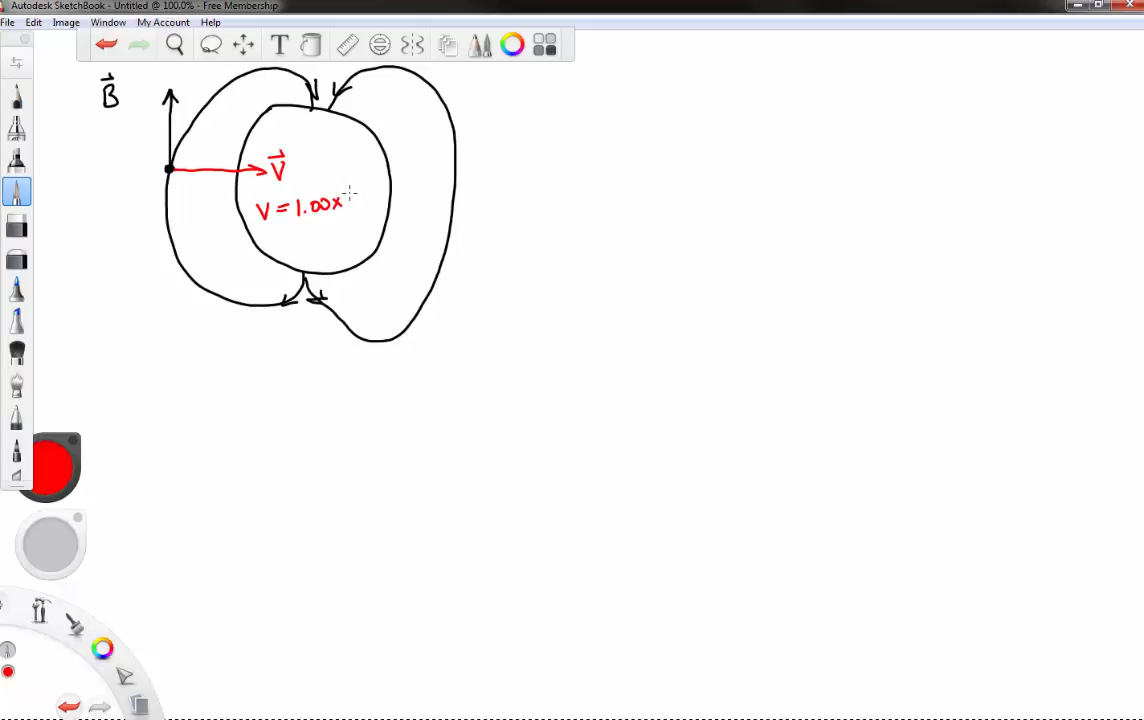 Autodesk SketchBook - Untitled @ 100.0% - Free Membership
File Edit Image Window My Account Help
T
B⃗
V⃗
V = 1.00x